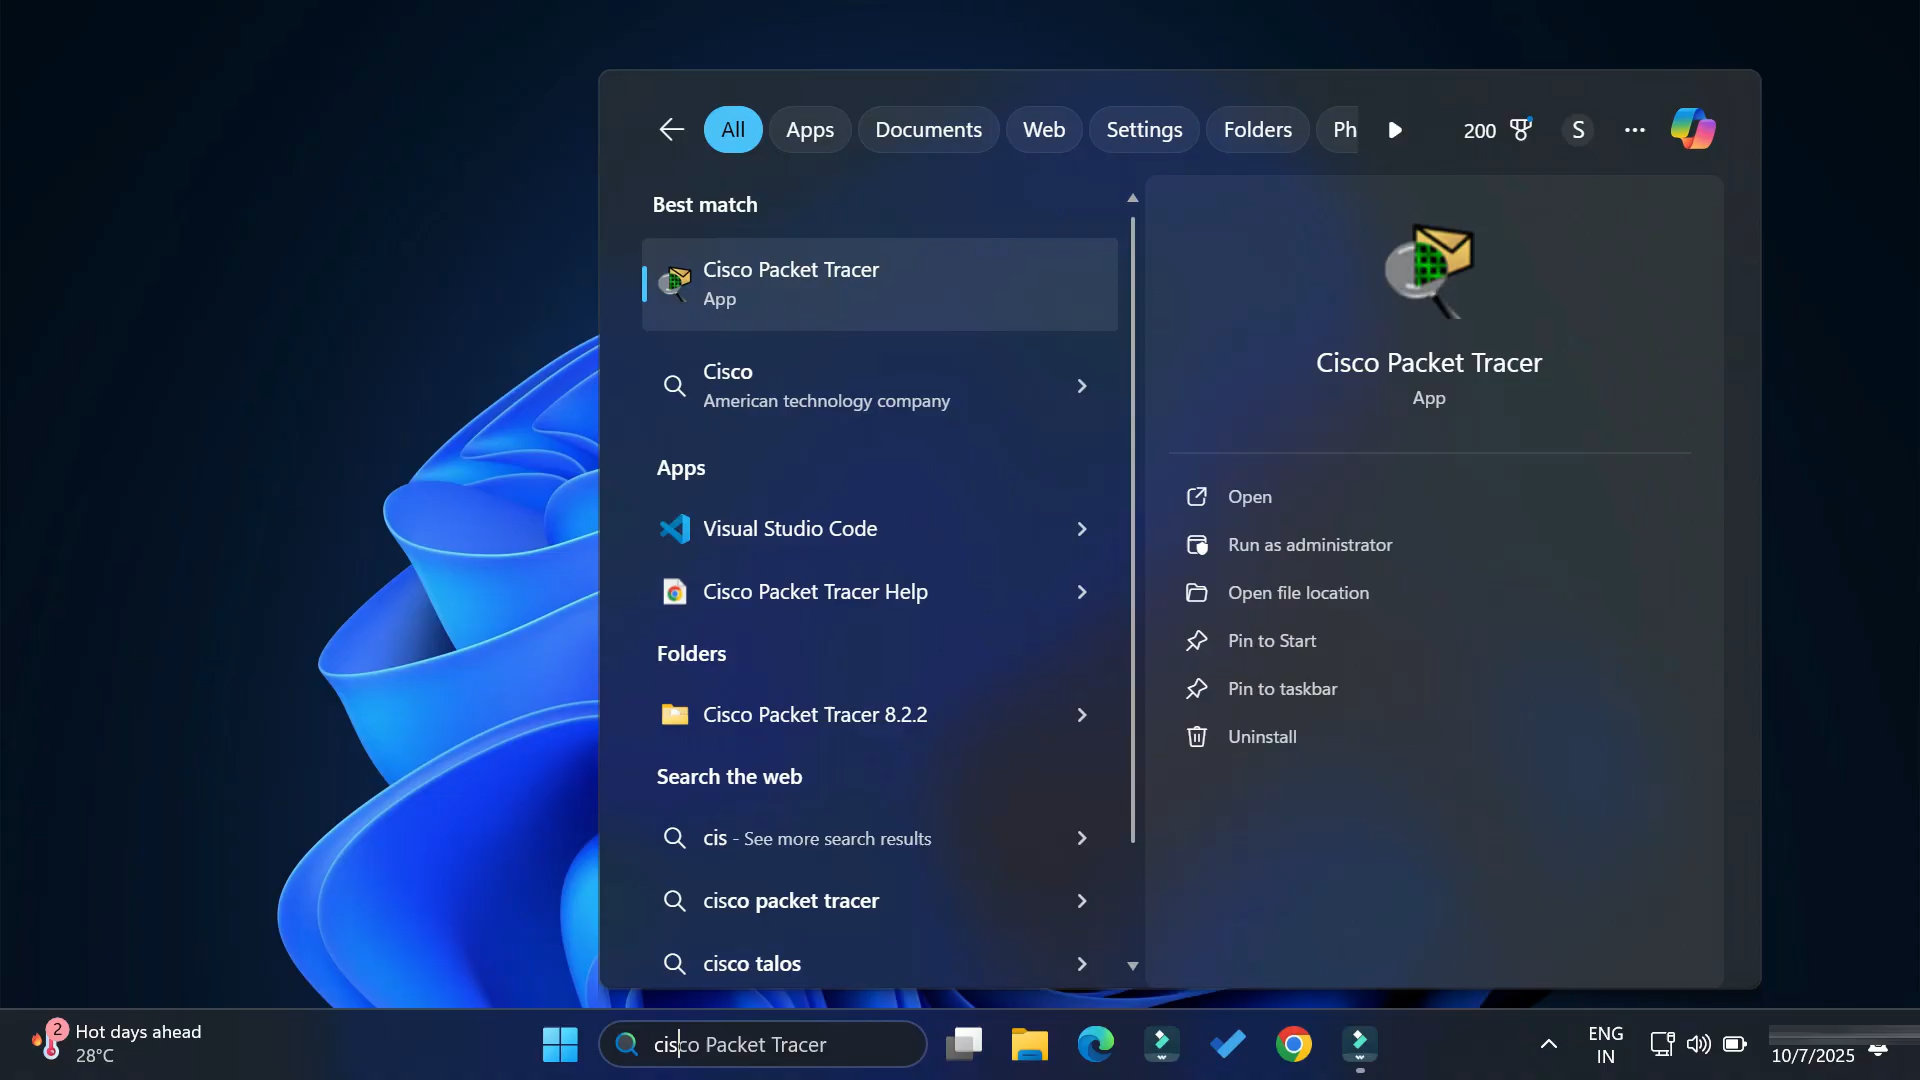 All
Apps
Documents
Web
Settings
Folders
Ph
200
S
Best match
Cisco Packet Tracer
App
Cisco
American technology company
Apps
Visual Studio Code
Cisco Packet Tracer Help
Folders
Cisco Packet Tracer 8.2.2
Search the web
cis - See more search results
cisco packet tracer
cisco talos
Cisco Packet Tracer
App
Open
Run as administrator
Open file location
Pin to Start
Pin to taskbar
Uninstall
2
Hot days ahead
28°C
cisco Packet Tracer
ENG
IN
10/7/2025